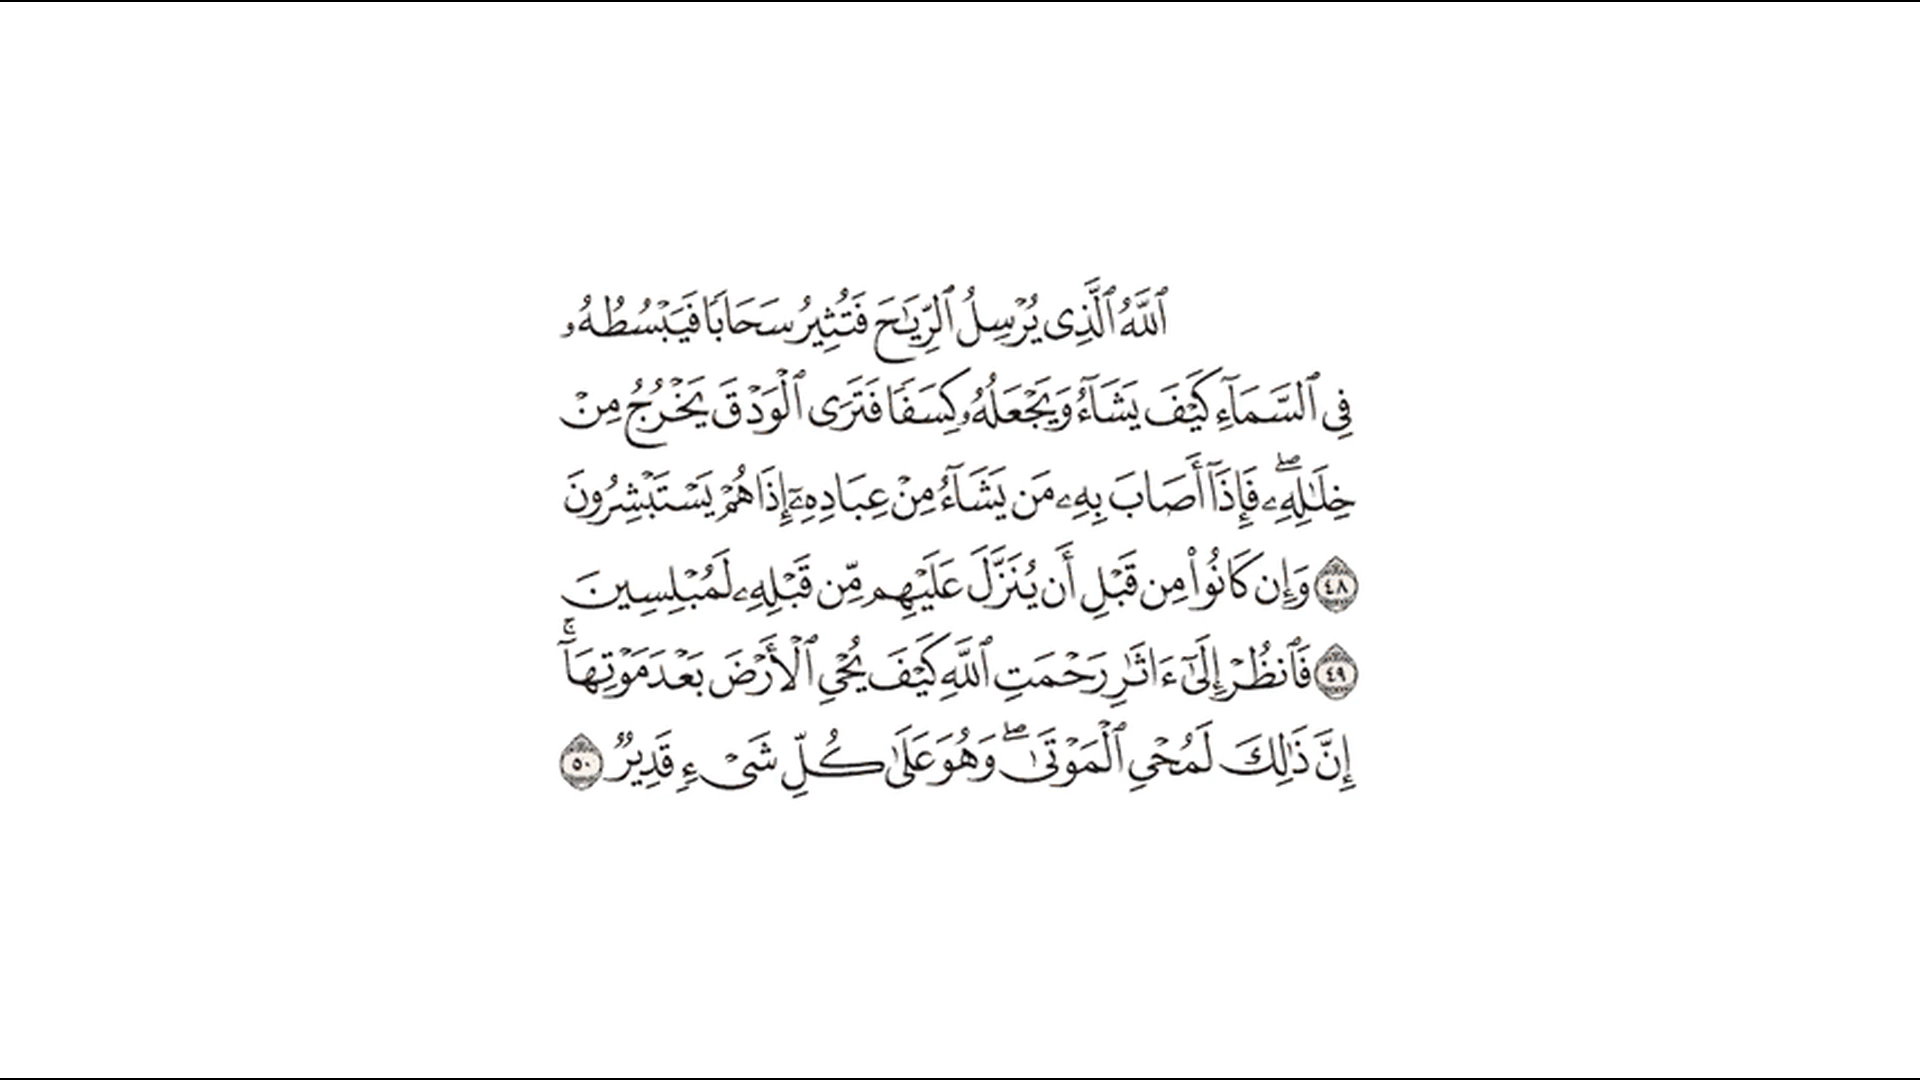 ٱللَّهُ ٱلَّذِى يُرْسِلُ ٱلرِّيَـٰحَ فَتُثِيرُ سَحَابًا فَيَبْسُطُهُۥ
فِى ٱلسَّمَآءِ كَيْفَ يَشَآءُ وَيَجْعَلُهُۥ كِسَفًا فَتَرَى ٱلْوَدْقَ يَخْرُجُ مِنْ
خِلَـٰلِهِۦ ۖ فَإِذَآ أَصَابَ بِهِۦ مَن يَشَآءُ مِنْ عِبَادِهِۦٓ إِذَا هُمْ يَسْتَبْشِرُونَ
٤٨ وَإِن كَانُوا۟ مِن قَبْلِ أَن يُنَزَّلَ عَلَيْهِم مِّن قَبْلِهِۦ لَمُبْلِسِينَ
٤٩ فَٱنظُرْ إِلَىٰٓ ءَاثَـٰرِ رَحْمَتِ ٱللَّهِ كَيْفَ يُحْىِ ٱلْأَرْضَ بَعْدَ مَوْتِهَآ ۚ
إِنَّ ذَٰلِكَ لَمُحْىِ ٱلْمَوْتَىٰ ۖ وَهُوَ عَلَىٰ كُلِّ شَىْءٍ قَدِيرٌ ٥٠